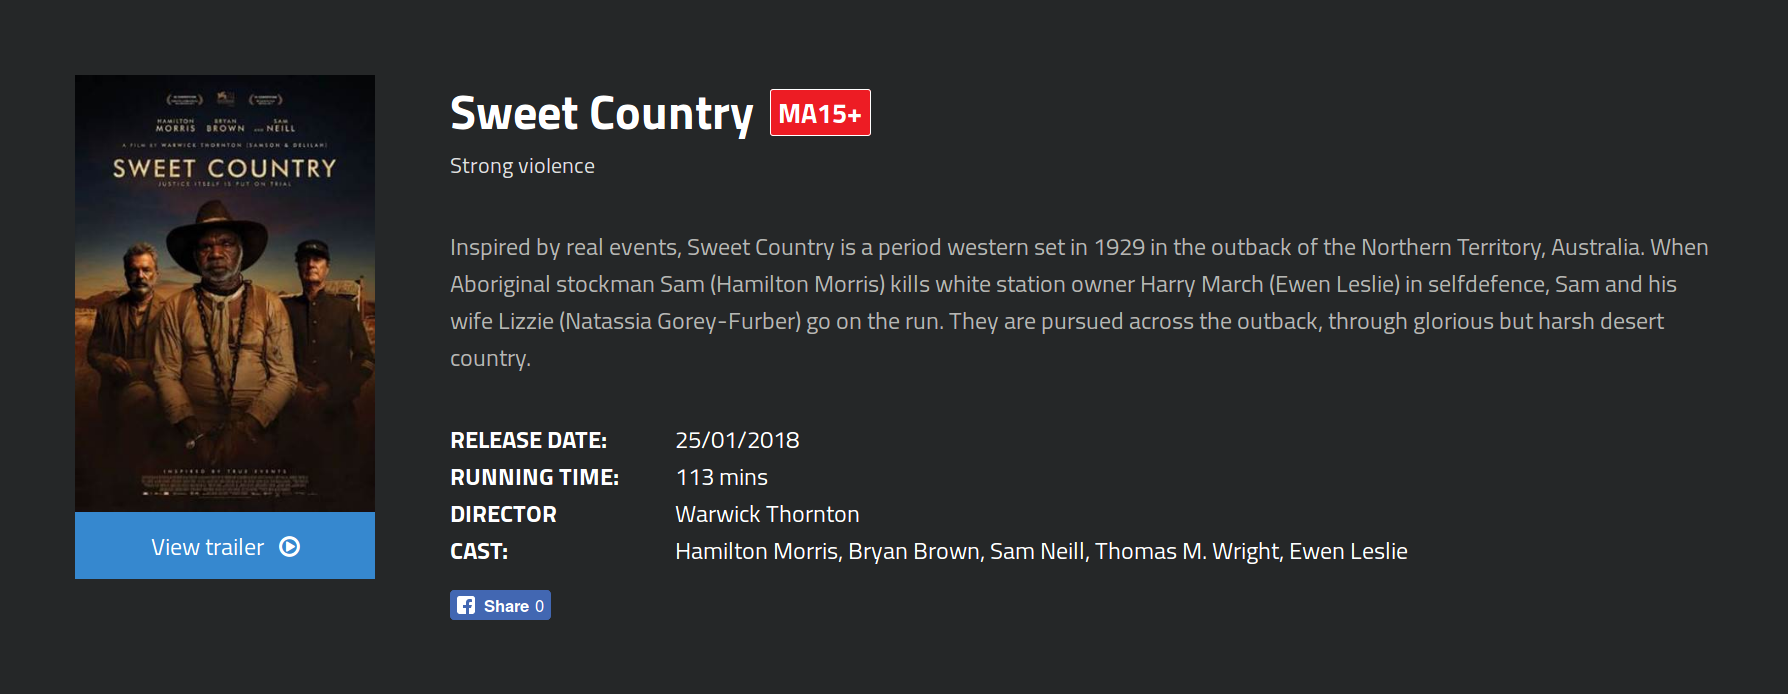 HAMILTON MORRIS BRYAN BROWN AND SAM NEILL
A FILM BY WARWICK THORNTON (SAMSON & DELILAH)
SWEET COUNTRY
JUSTICE ITSELF IS PUT ON TRIAL
INSPIRED BY TRUE EVENTS
View trailer
Sweet Country MA15+
Strong violence
Inspired by real events, Sweet Country is a period western set in 1929 in the outback of the Northern Territory, Australia. When
Aboriginal stockman Sam (Hamilton Morris) kills white station owner Harry March (Ewen Leslie) in selfdefence, Sam and his
wife Lizzie (Natassia Gorey-Furber) go on the run. They are pursued across the outback, through glorious but harsh desert
country.
RELEASE DATE: 25/01/2018
RUNNING TIME: 113 mins
DIRECTOR Warwick Thornton
CAST: Hamilton Morris, Bryan Brown, Sam Neill, Thomas M. Wright, Ewen Leslie
Share 0